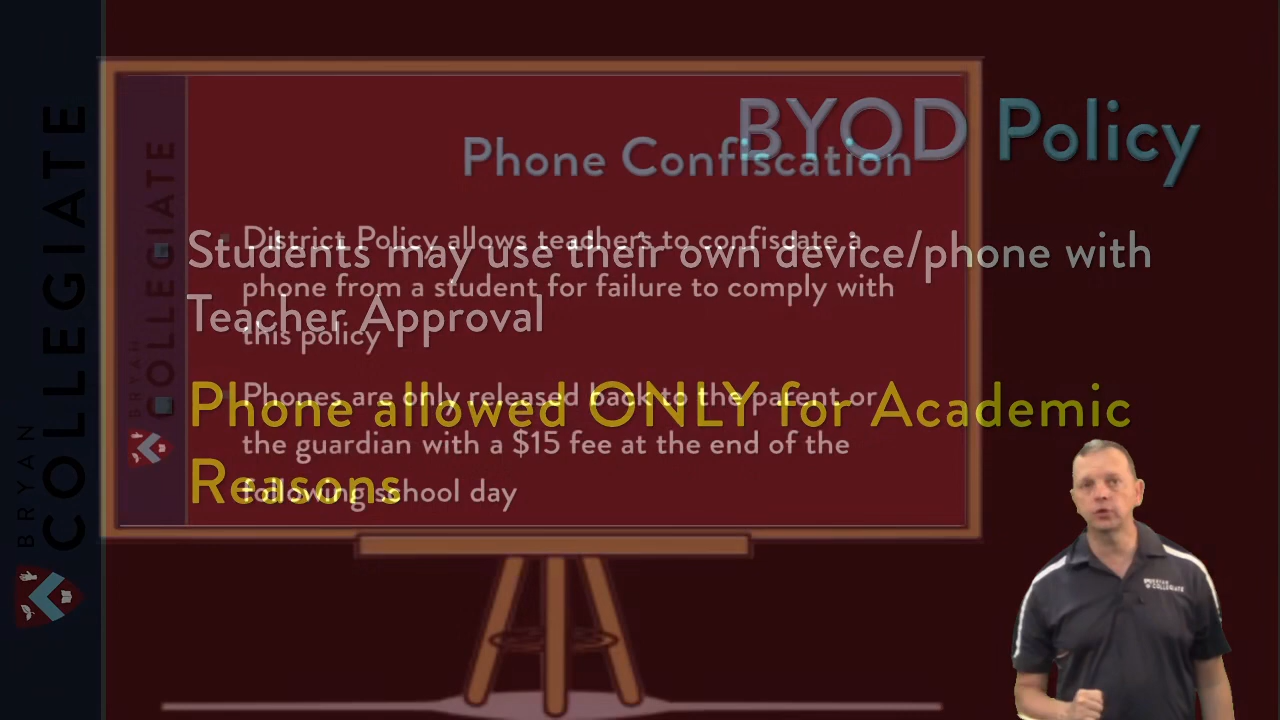 BYOD Policy
Students may use their own device/phone with
Teacher Approval
Phone allowed ONLY for Academic
Reasons
Phone Confiscation
District Policy allows teachers to confisdate a
phone from a student for failure to comply with
this policy
Phones are only released back to the parent or
the guardian with a $15 fee at the end of the
following school day
BRYAN
COLLEGIATE
BRYAN
COLLEGIATE
COLLEGIATE